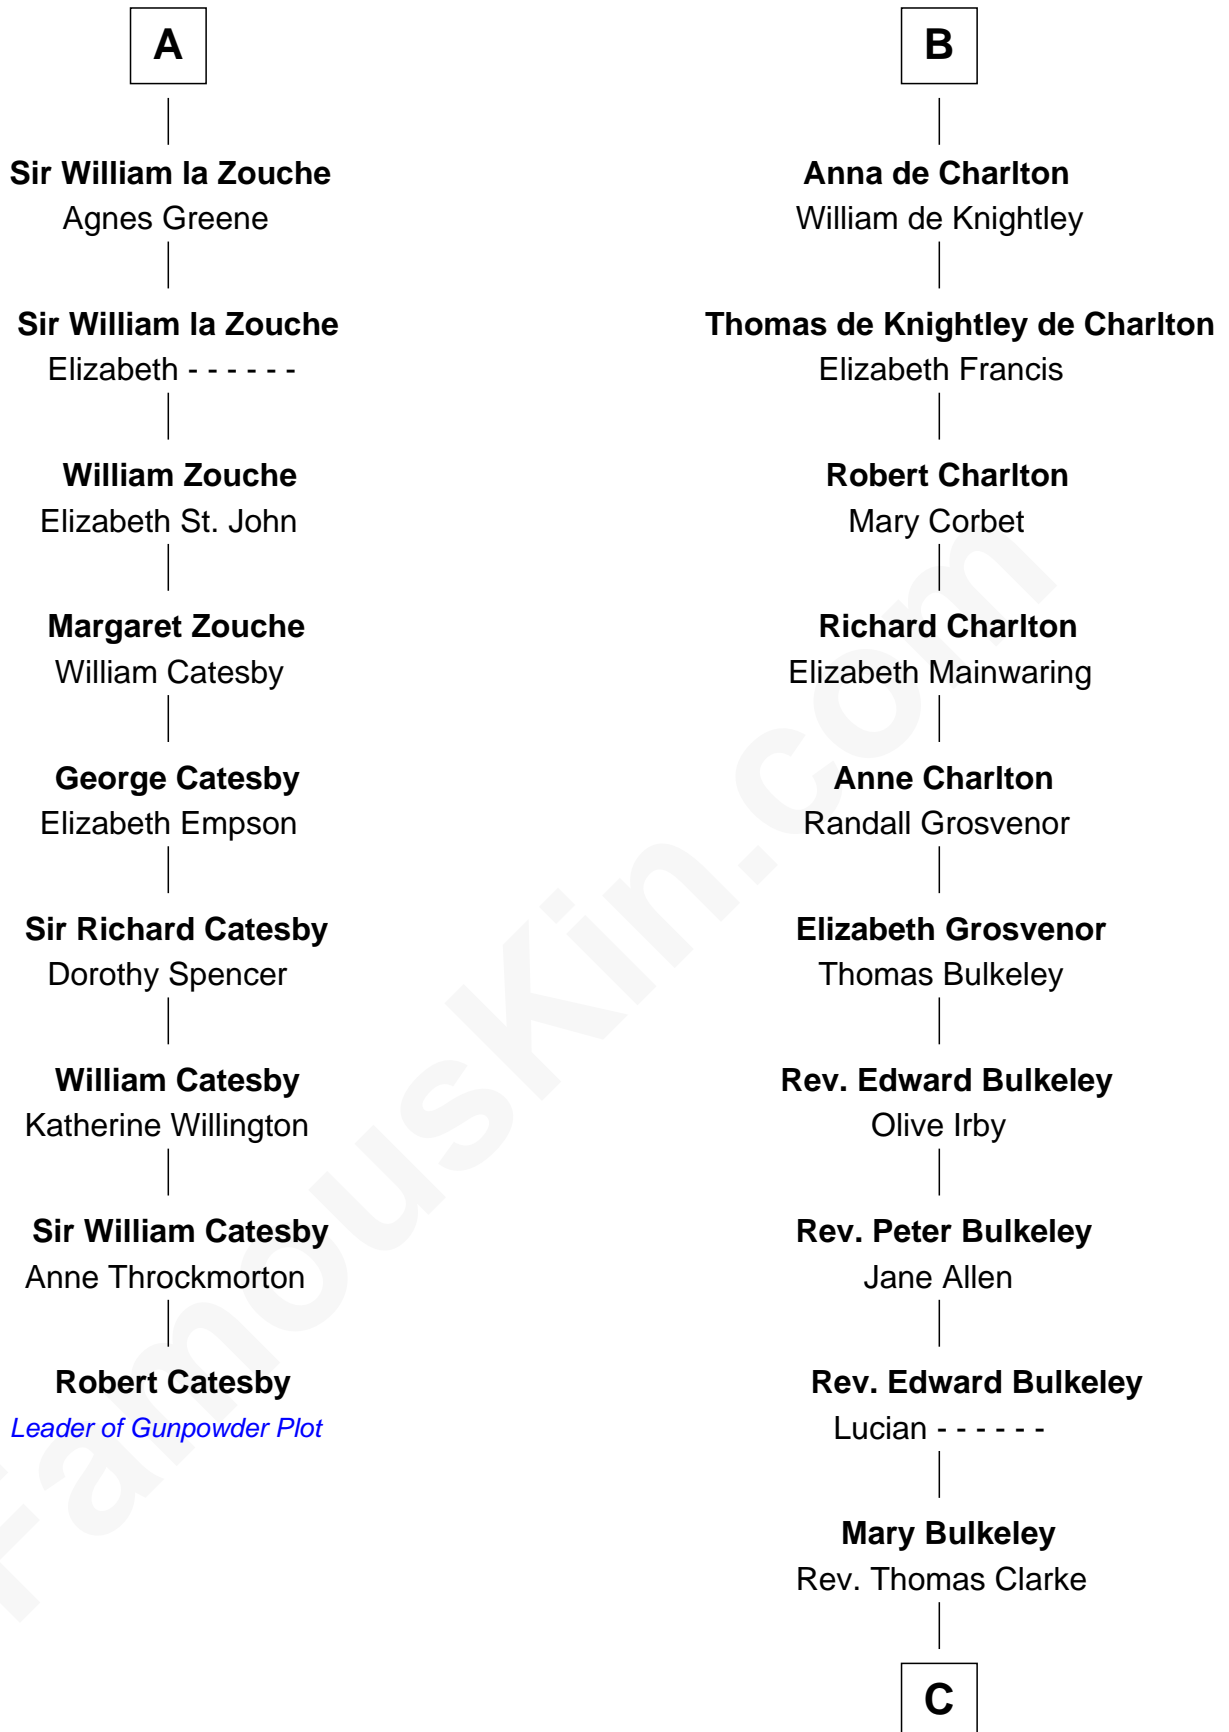 A
Sir William la Zouche
Agnes Greene
Sir William la Zouche
Elizabeth - - - - - -
William Zouche
Elizabeth St. John
Margaret Zouche
William Catesby
George Catesby
Elizabeth Empson
Sir Richard Catesby
Dorothy Spencer
William Catesby
Katherine Willington
Sir William Catesby
Anne Throckmorton
Robert Catesby
Leader of Gunpowder Plot
B
Anna de Charlton
William de Knightley
Thomas de Knightley de Charlton
Elizabeth Francis
Robert Charlton
Mary Corbet
Richard Charlton
Elizabeth Mainwaring
Anne Charlton
Randall Grosvenor
Elizabeth Grosvenor
Thomas Bulkeley
Rev. Edward Bulkeley
Olive Irby
Rev. Peter Bulkeley
Jane Allen
Rev. Edward Bulkeley
Lucian - - - - - -
Mary Bulkeley
Rev. Thomas Clarke
C
FamousKin.com